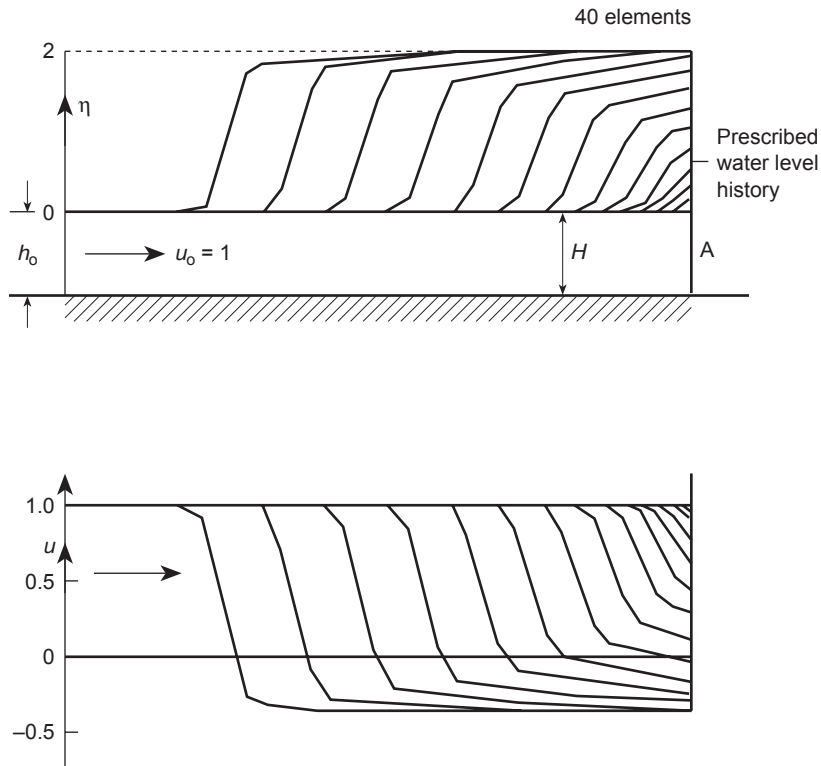 40 elements
2
η
Prescribed
water level
history
0
h₀
u₀ = 1
H
A
1.0
u
0.5
0
–0.5